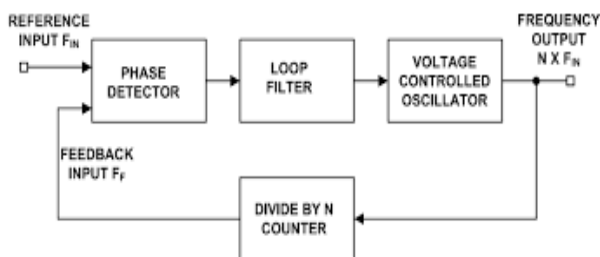 REFERENCE
INPUT FIN
PHASE
DETECTOR
LOOP
FILTER
VOLTAGE
CONTROLLED
OSCILLATOR
FREQUENCY
OUTPUT
N X FIN
FEEDBACK
INPUT FF
DIVIDE BY N
COUNTER